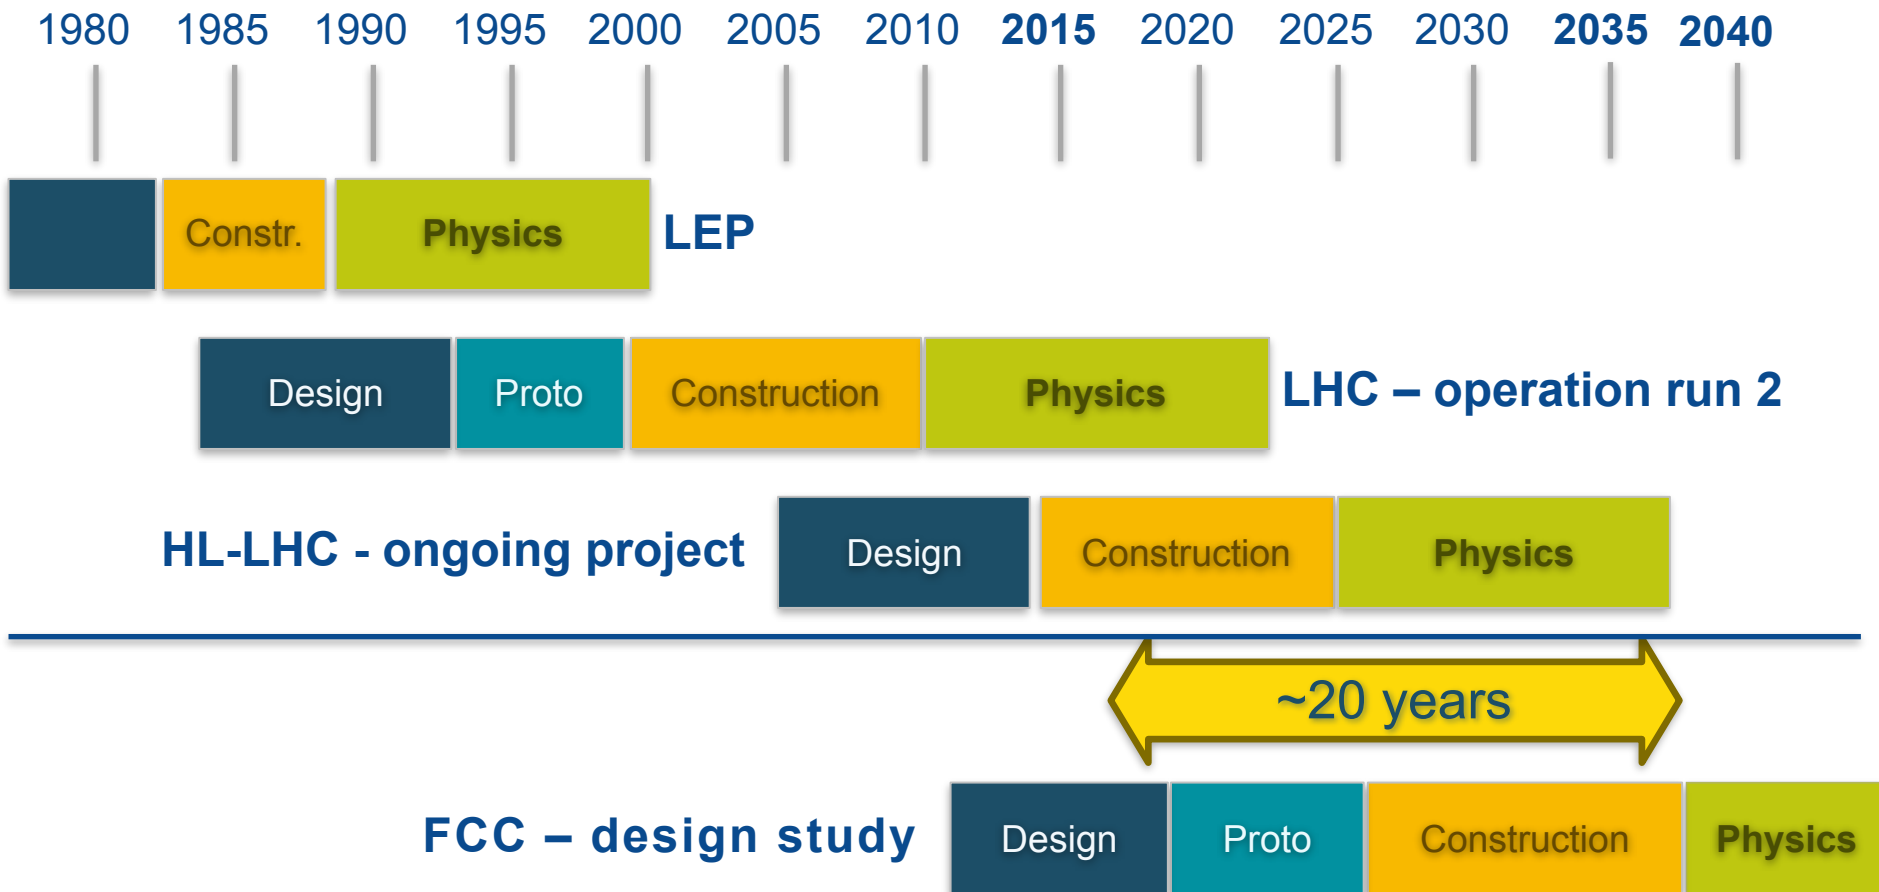 1980 1985 1990 1995 2000 2005 2010 2015 2020 2025 2030 2035 2040
Constr. Physics LEP
Design Proto Construction Physics LHC – operation run 2
HL-LHC - ongoing project Design Construction Physics
~20 years
FCC – design study Design Proto Construction Physics